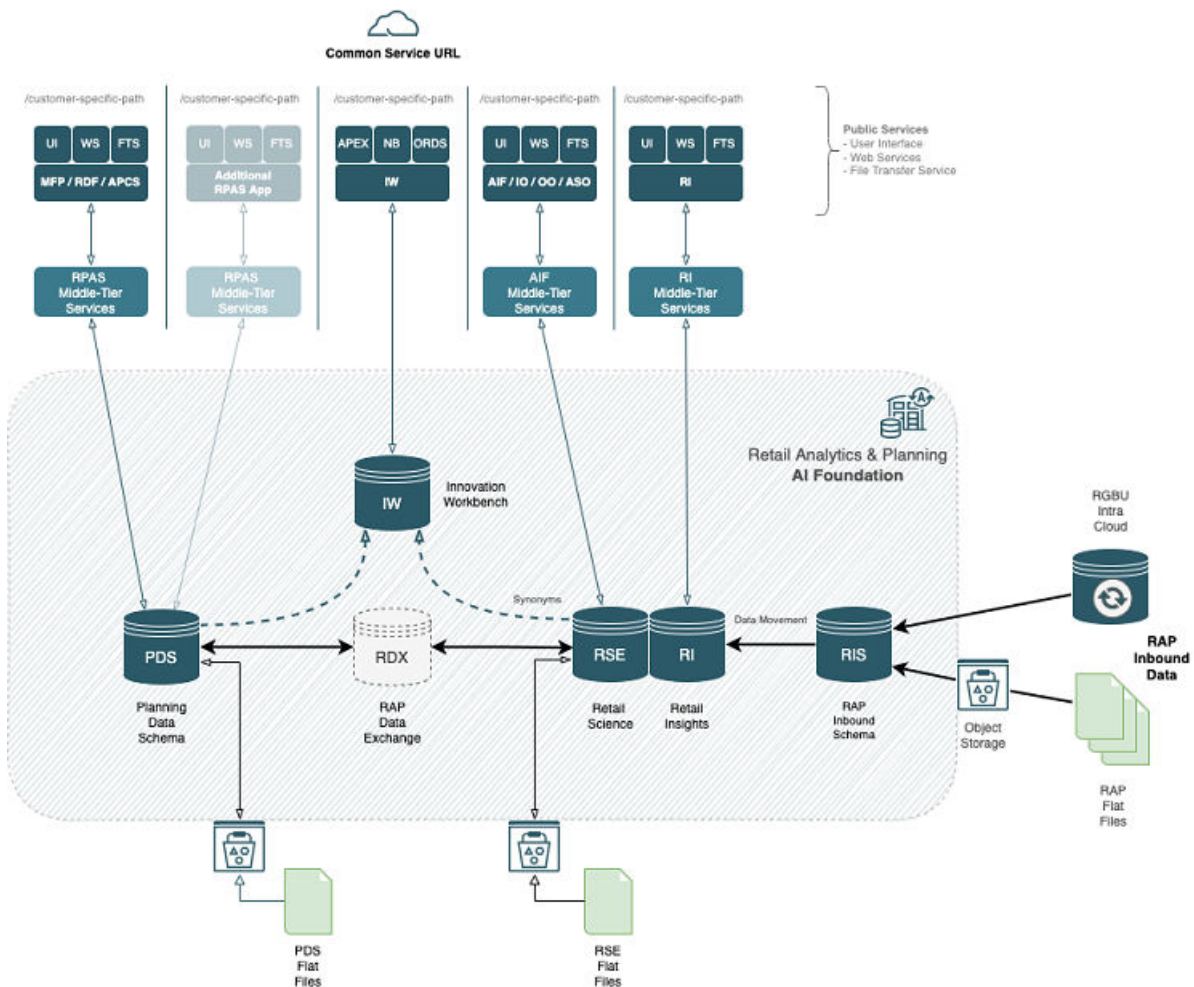 Common Service URL
/customer-specific-path
/customer-specific-path
/customer-specific-path
/customer-specific-path
/customer-specific-path
UI WS FTS
MFP / RDF / APCS
UI WS FTS
Additional
RPAS App
APEX NB ORDS
IW
UI WS FTS
AIF / IO / OO / ASO
UI WS FTS
RI
Public Services
- User Interface
- Web Services
- File Transfer Service
RPAS
Middle-Tier
Services
RPAS
Middle-Tier
Services
AIF
Middle-Tier
Services
RI
Middle-Tier
Services
A
Retail Analytics & Planning
AI Foundation
IW
Innovation
Workbench
RGBU
Intra
Cloud
Synonyms
Data Movement
PDS
RDX
RSE
RI
RIS
RAP
Inbound
Data
Planning
Data
Schema
RAP
Data
Exchange
Retail
Science
Retail
Insights
RAP
Inbound
Schema
Object
Storage
RAP
Flat
Files
PDS
Flat
Files
RSE
Flat
Files